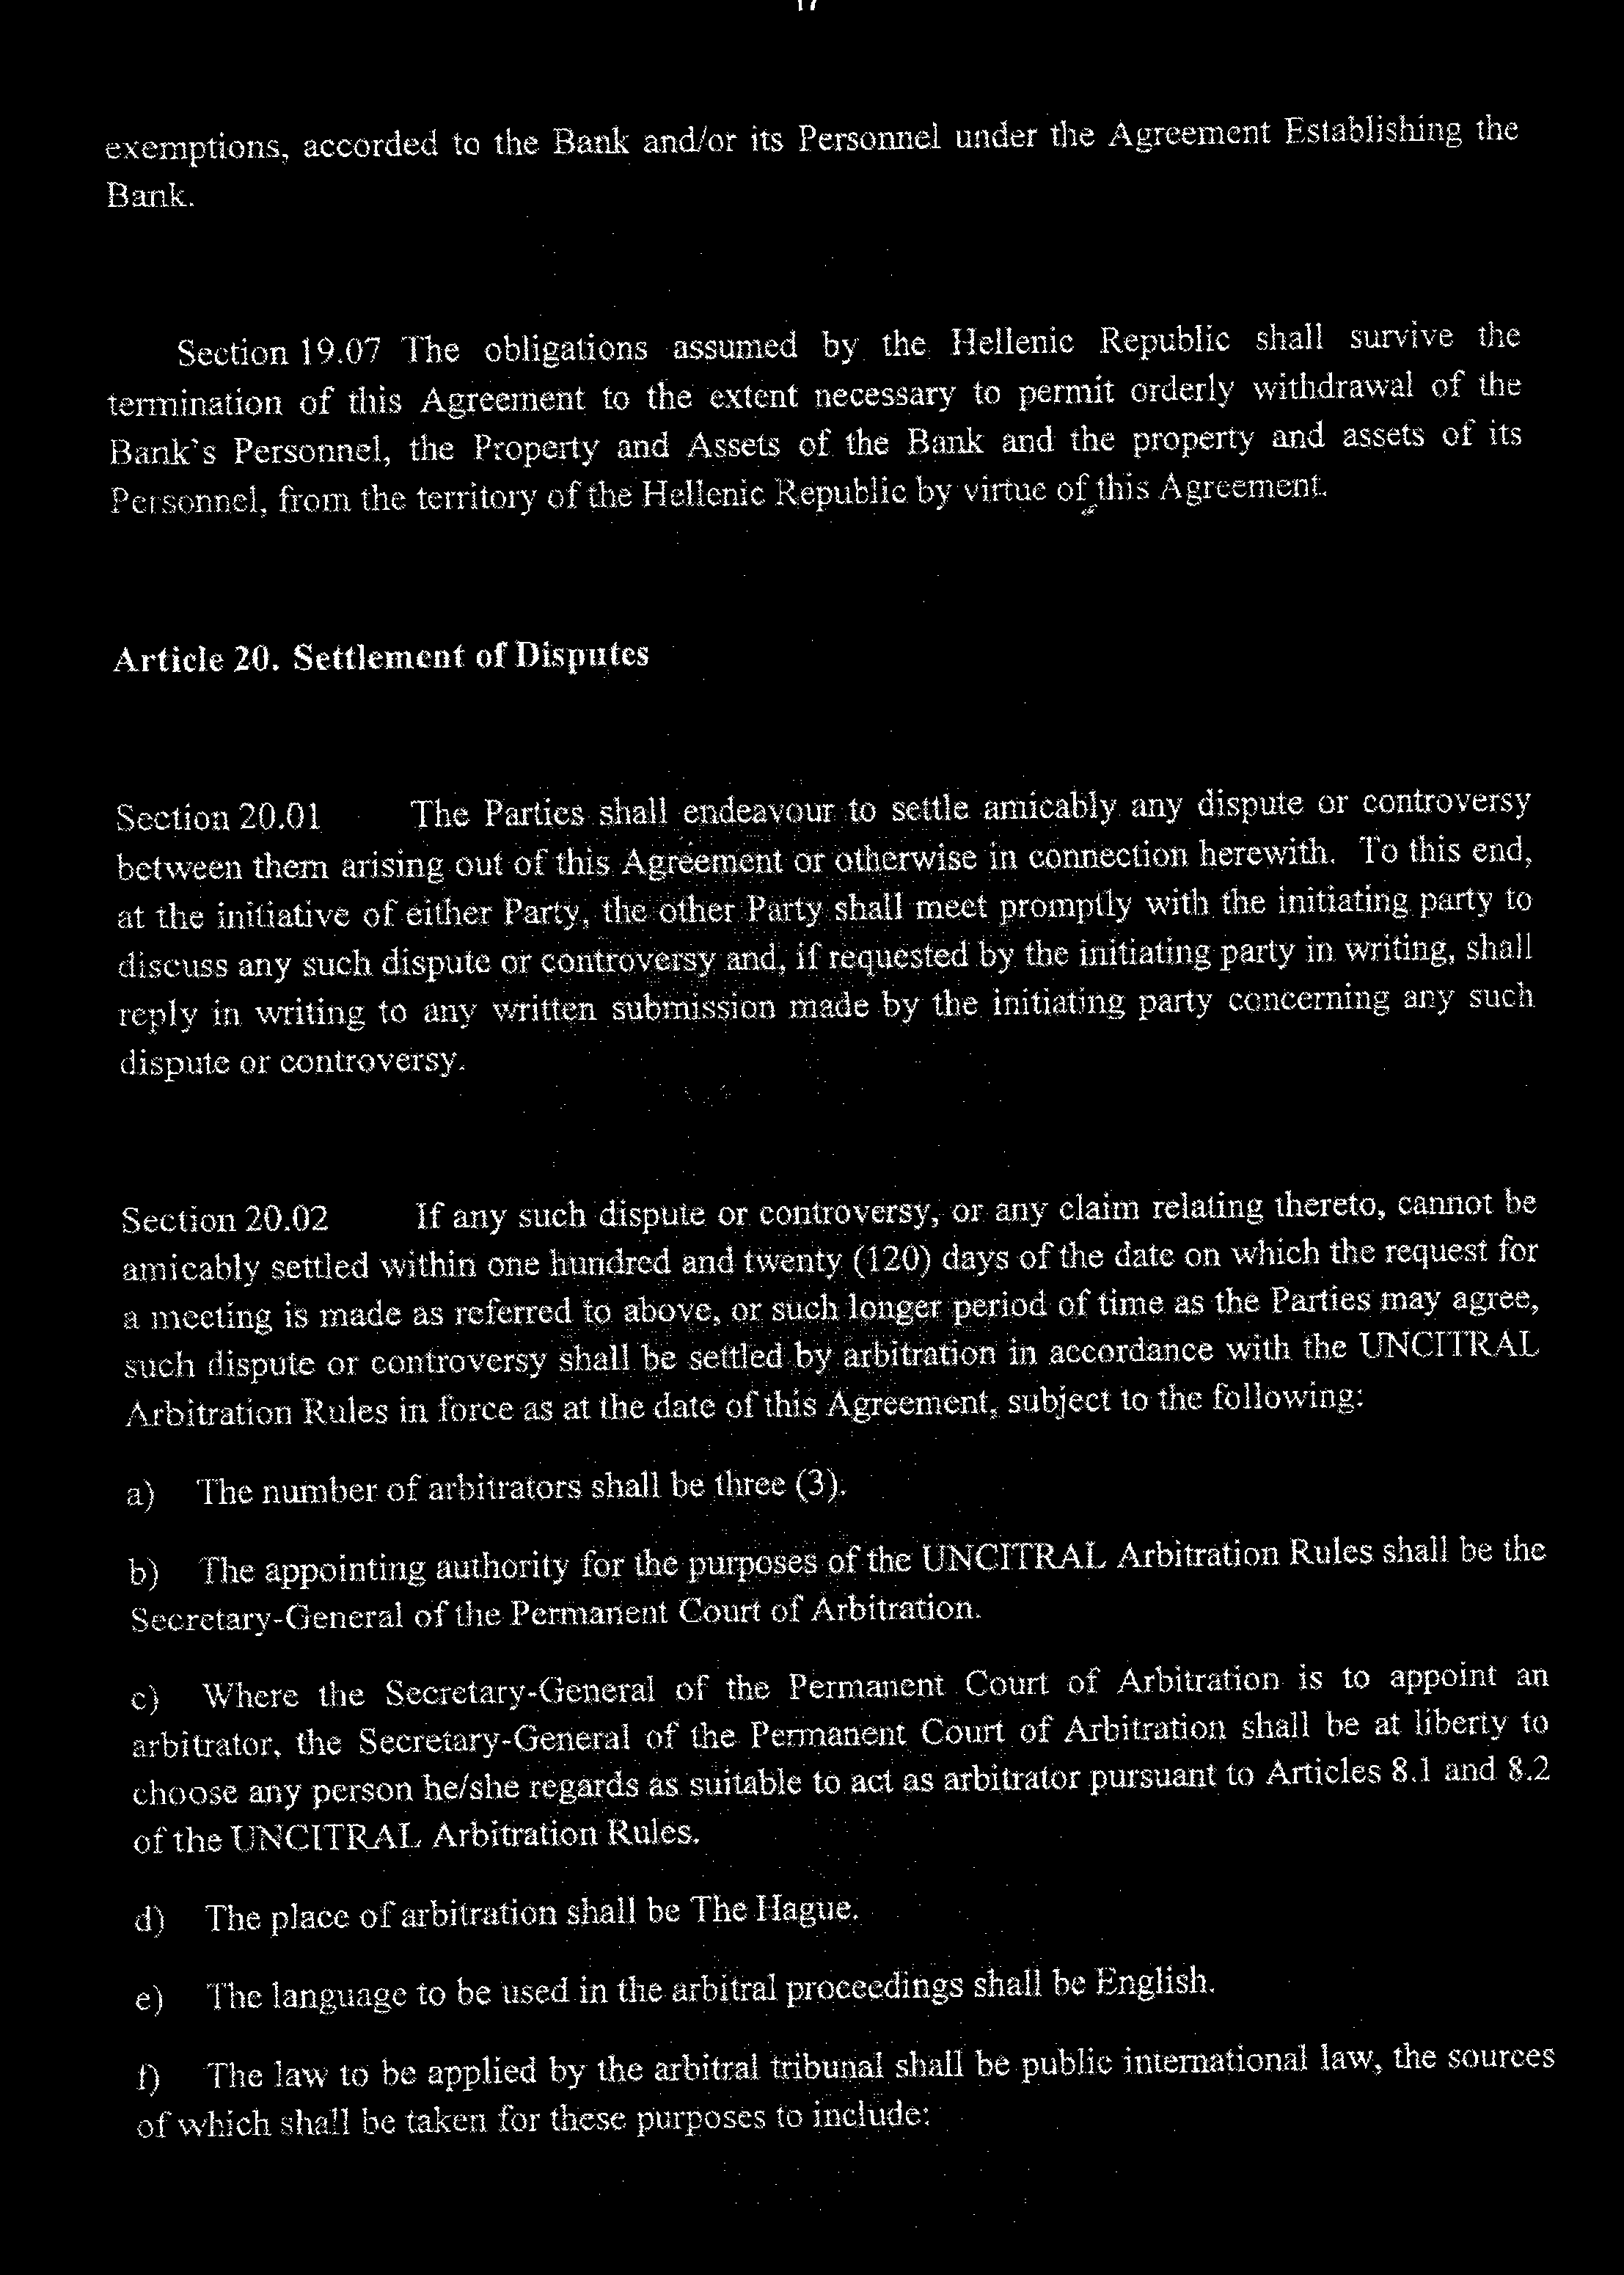 17
exemptions, accorded to the Bank and/or its Personnel under the Agreement Establishing the
Bank.
Section 19.07 The obligations assumed by the Hellenic Republic shall survive the
termination of this Agreement to the extent necessary to permit orderly withdrawal of the
Bank's Personnel, the Property and Assets of the Bank and the property and assets of its
Personnel, from the territory of the Hellenic Republic by virtue of this Agreement.
Article 20. Settlement of Disputes
Section 20.01 The Parties shall endeavour to settle amicably any dispute or controversy
between them arising out of this Agreement or otherwise in connection herewith. To this end,
at the initiative of either Party, the other Party shall meet promptly with the initiating party to
discuss any such dispute or controversy and, if requested by the initiating party in writing, shall
reply in writing to any written submission made by the initiating party concerning any such
dispute or controversy.
Section 20.02 If any such dispute or controversy, or any claim relating thereto, cannot be
amicably settled within one hundred and twenty (120) days of the date on which the request for
a meeting is made as referred to above, or such longer period of time as the Parties may agree,
such dispute or controversy shall be settled by arbitration in accordance with the UNCITRAL
Arbitration Rules in force as at the date of this Agreement, subject to the following:
a) The number of arbitrators shall be three (3).
b) The appointing authority for the purposes of the UNCITRAL Arbitration Rules shall be the
Secretary-General of the Permanent Court of Arbitration.
c) Where the Secretary-General of the Permanent Court of Arbitration is to appoint an
arbitrator, the Secretary-General of the Permanent Court of Arbitration shall be at liberty to
choose any person he/she regards as suitable to act as arbitrator pursuant to Articles 8.1 and 8.2
of the UNCITRAL Arbitration Rules.
d) The place of arbitration shall be The Hague.
e) The language to be used in the arbitral proceedings shall be English.
f) The law to be applied by the arbitral tribunal shall be public international law, the sources
of which shall be taken for these purposes to include: